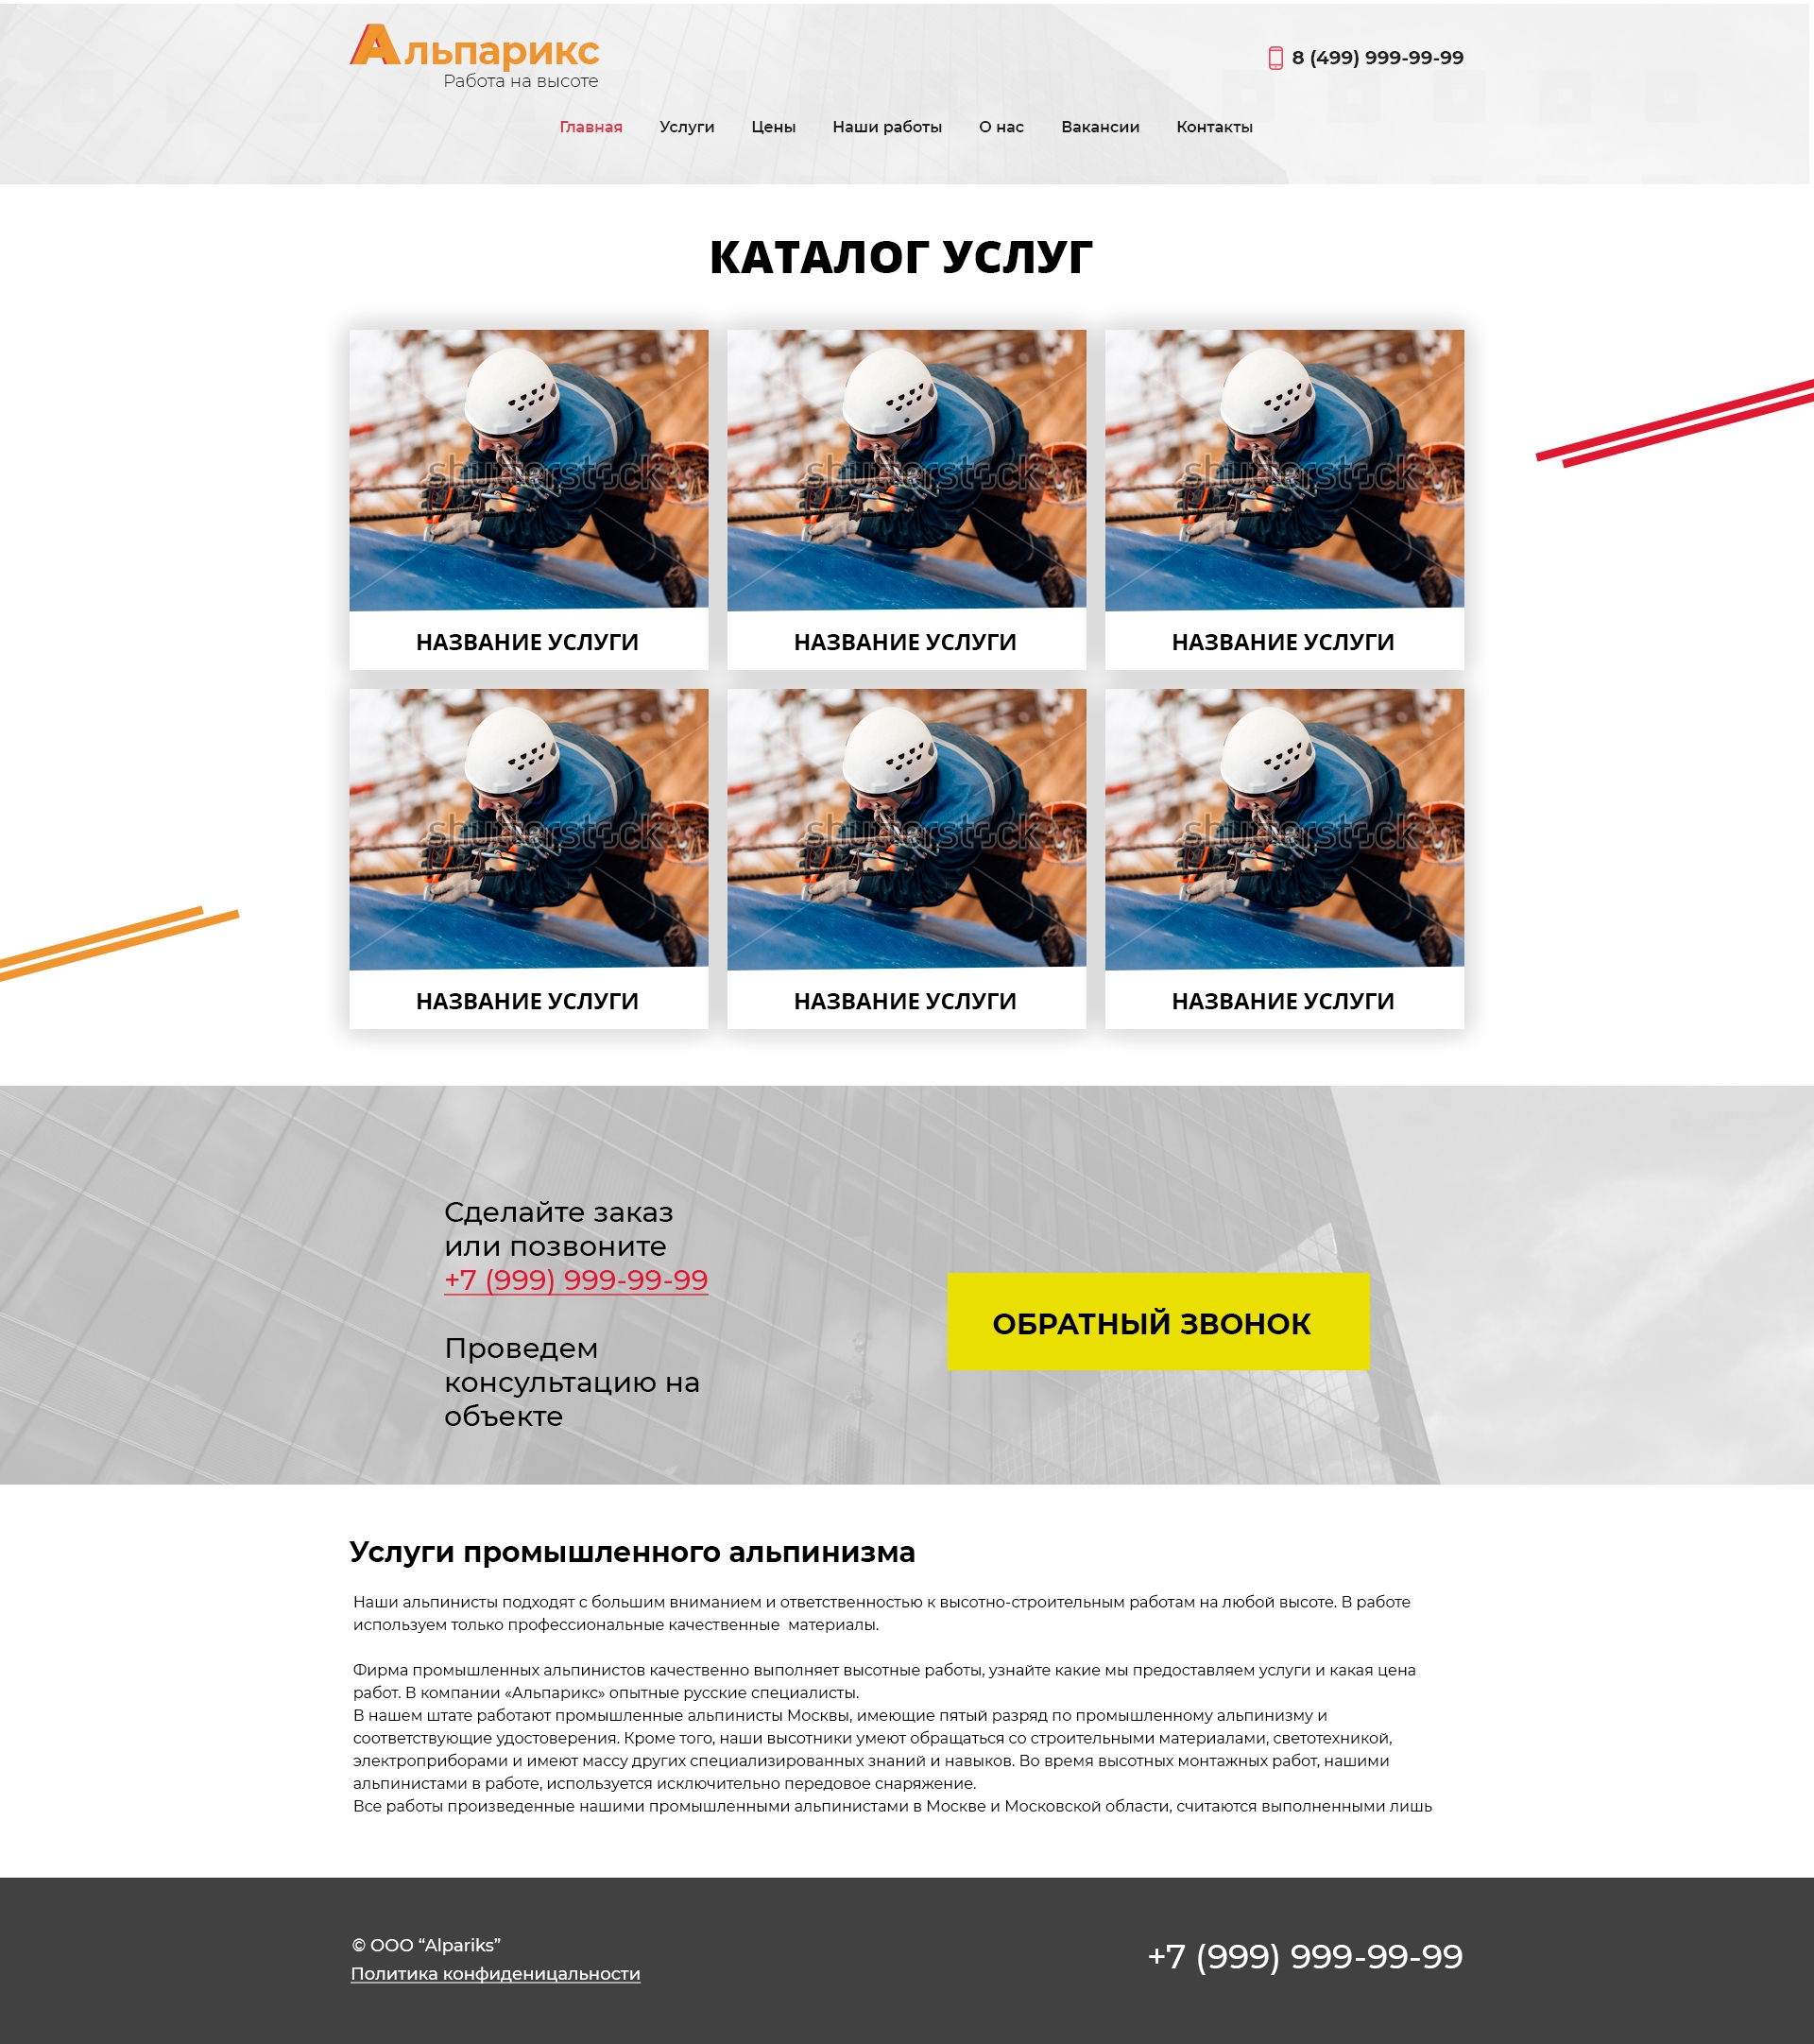 Альпарикс
Работа на высоте
8 (499) 999-99-99
Главная Услуги Цены Наши работы О нас Вакансии Контакты
КАТАЛОГ УСЛУГ
shutterstock shutterstock shutterstock
НАЗВАНИЕ УСЛУГИ НАЗВАНИЕ УСЛУГИ НАЗВАНИЕ УСЛУГИ
shutterstock shutterstock shutterstock
НАЗВАНИЕ УСЛУГИ НАЗВАНИЕ УСЛУГИ НАЗВАНИЕ УСЛУГИ
Сделайте заказ
или позвоните
+7 (999) 999-99-99
Проведем
консультацию на
объекте
ОБРАТНЫЙ ЗВОНОК
Услуги промышленного альпинизма
Наши альпинисты подходят с большим вниманием и ответственностью к высотно-строительным работам на любой высоте. В работе
используем только профессиональные качественные  материалы.
Фирма промышленных альпинистов качественно выполняет высотные работы, узнайте какие мы предоставляем услуги и какая цена
работ. В компании «Альпарикс» опытные русские специалисты.
В нашем штате работают промышленные альпинисты Москвы, имеющие пятый разряд по промышленному альпинизму и
соответствующие удостоверения. Кроме того, наши высотники умеют обращаться со строительными материалами, светотехникой,
электроприборами и имеют массу других специализированных знаний и навыков. Во время высотных монтажных работ, нашими
альпинистами в работе, используется исключительно передовое снаряжение.
Все работы произведенные нашими промышленными альпинистами в Москве и Московской области, считаются выполненными лишь
© ООО “Alpariks”
Политика конфиденицальности
+7 (999) 999-99-99